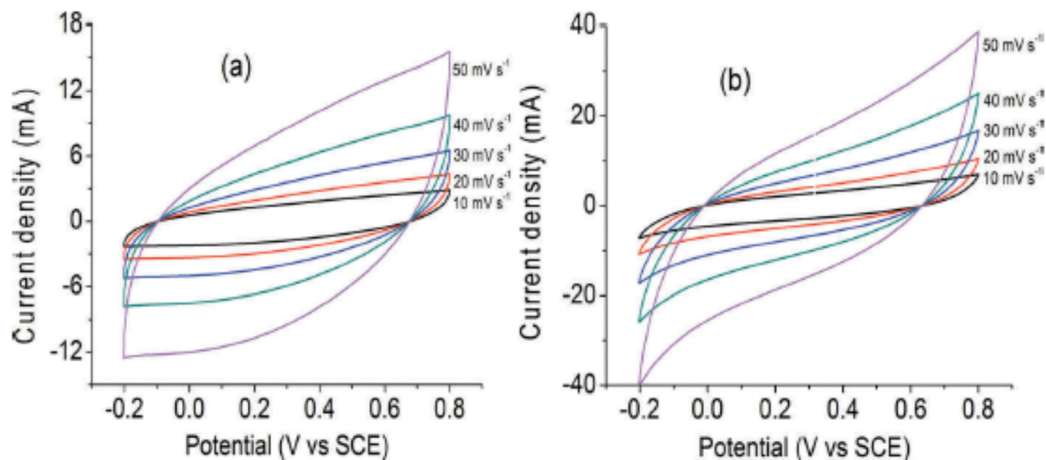 (a)
18
12
6
0
-6
-12
Current density (mA)
50 mV s⁻¹
40 mV s⁻¹
30 mV s⁻¹
20 mV s⁻¹
10 mV s⁻¹
-0.2 0.0 0.2 0.4 0.6 0.8
Potential (V vs SCE)
(b)
40
20
0
-20
-40
Current density (mA)
50 mV s⁻¹
40 mV s⁻¹
30 mV s⁻¹
20 mV s⁻¹
10 mV s⁻¹
-0.2 0.0 0.2 0.4 0.6 0.8
Potential (V vs SCE)